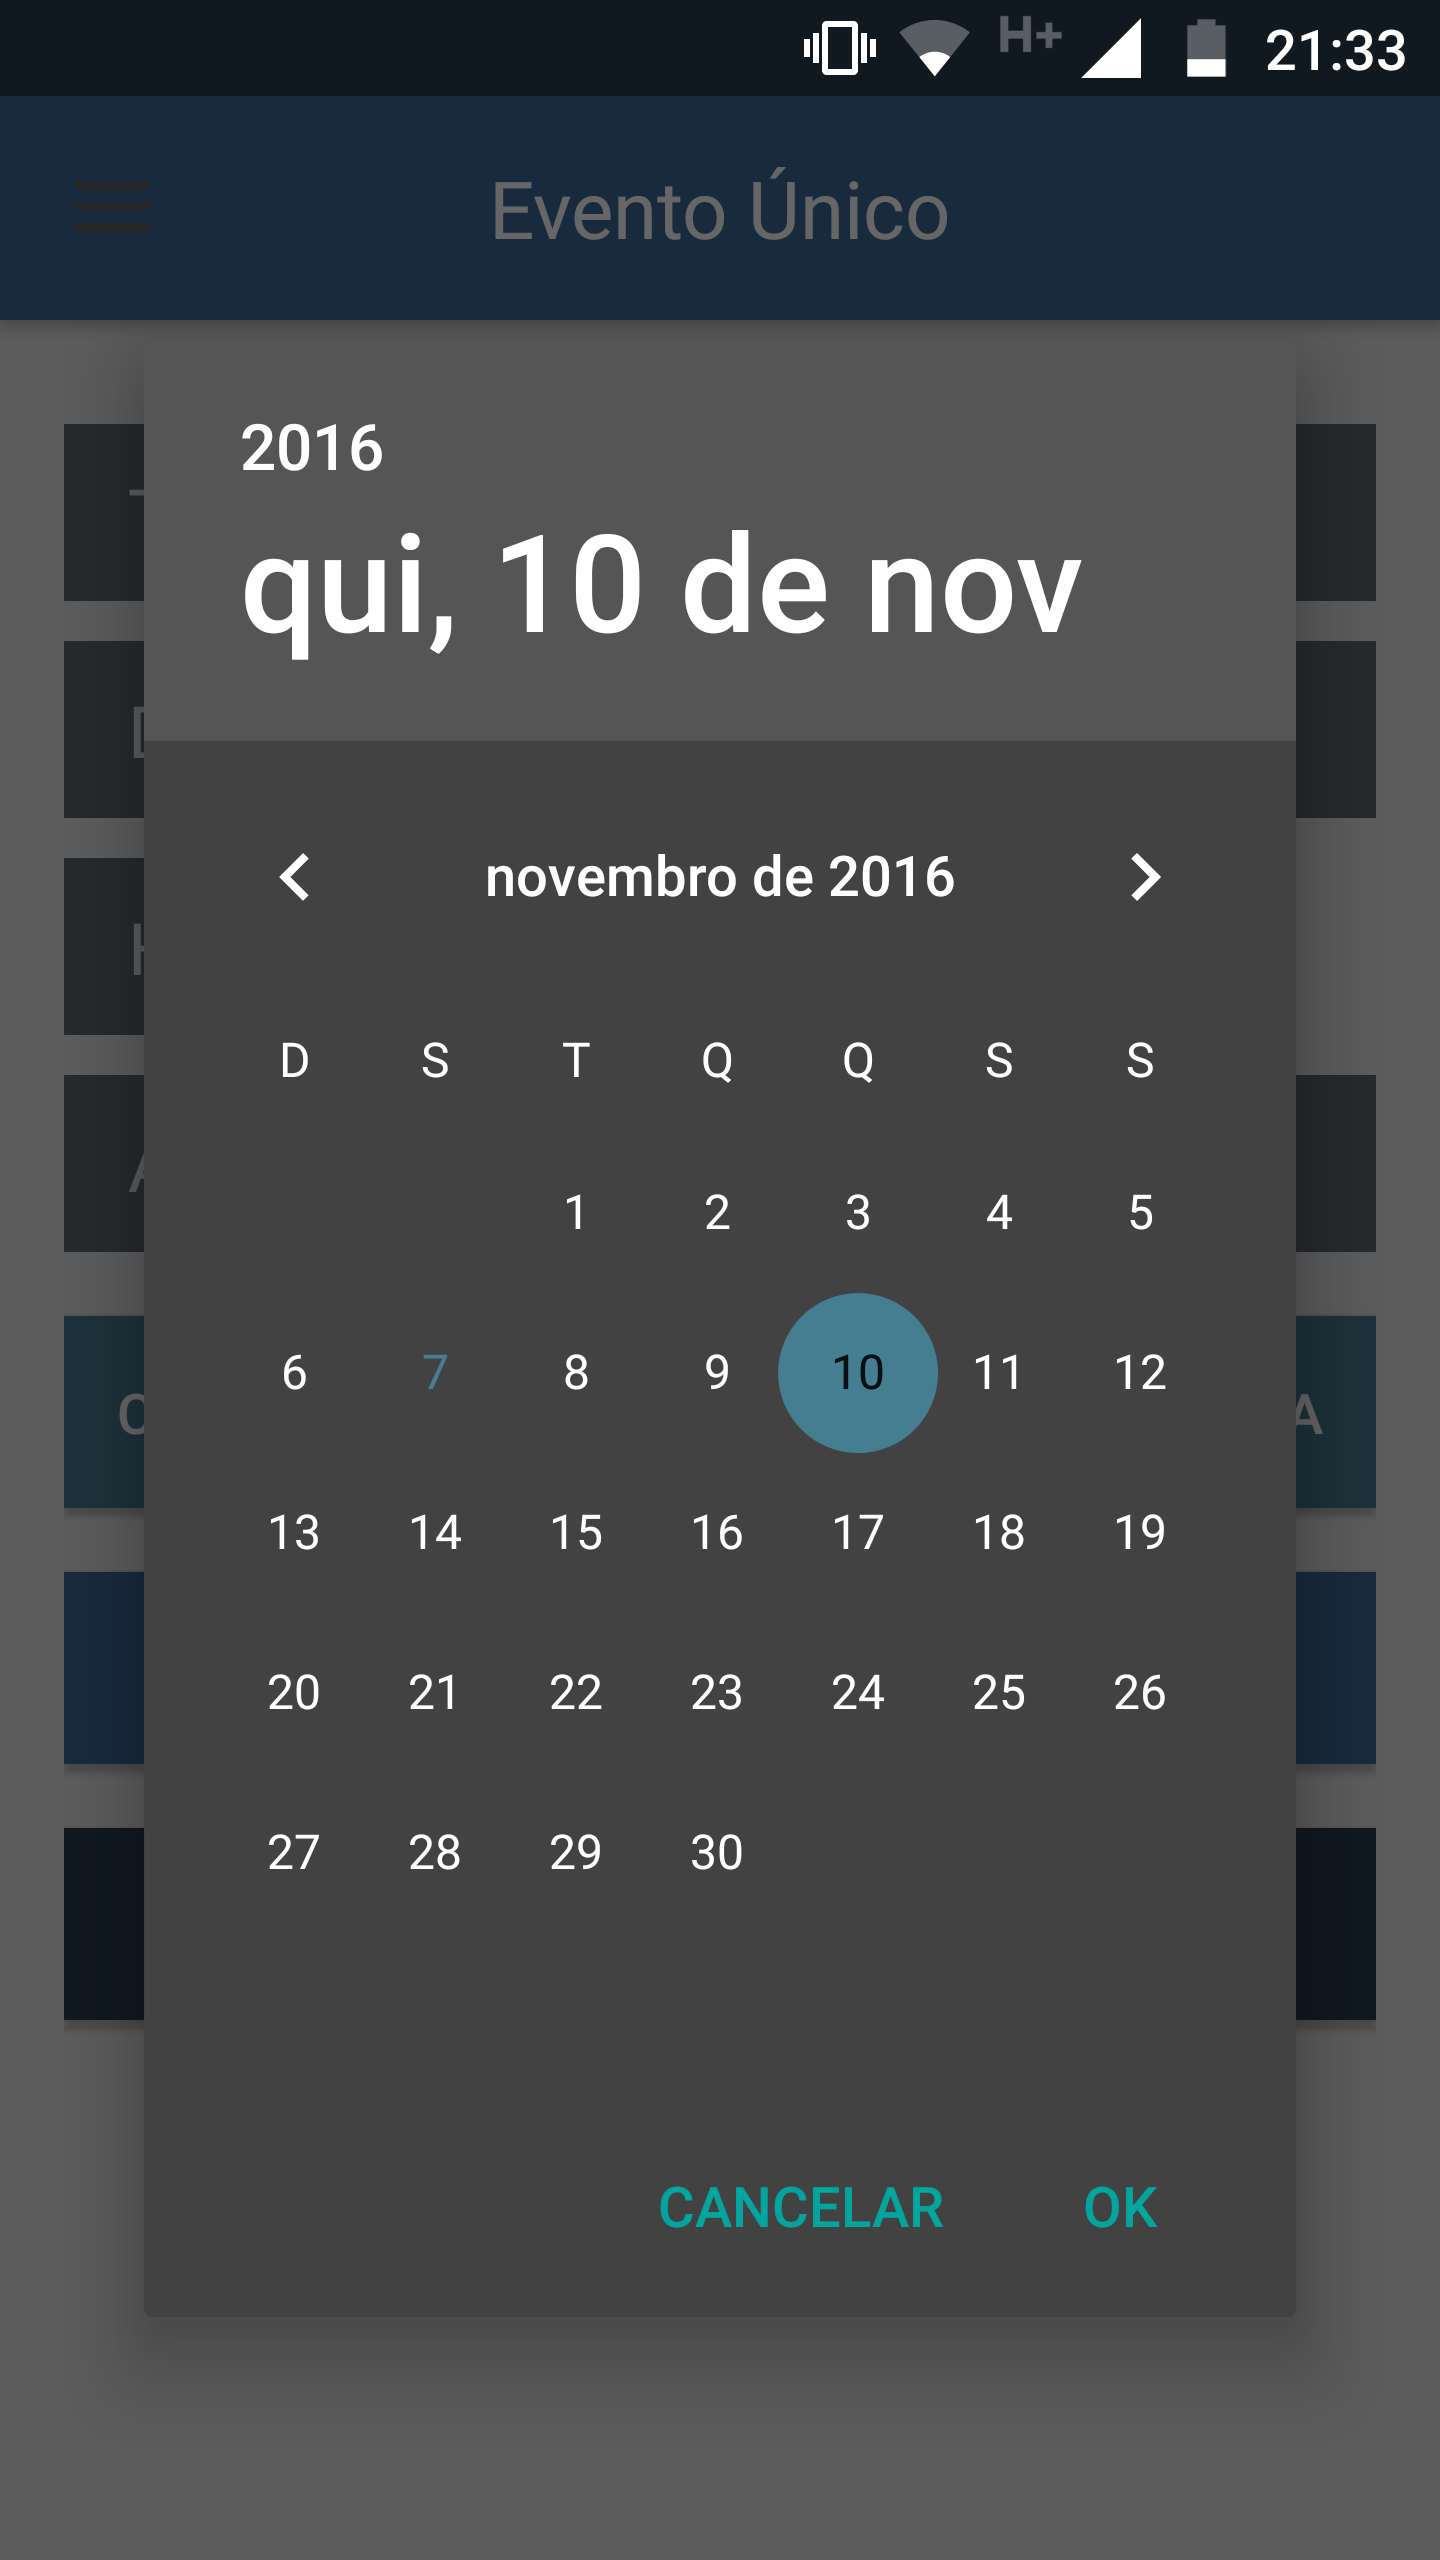 H+ 21:33
Evento Único
2016
qui, 10 de nov
novembro de 2016
D S T Q Q S S
1 2 3 4 5
6 7 8 9 10 11 12
13 14 15 16 17 18 19
20 21 22 23 24 25 26
27 28 29 30
CANCELAR OK